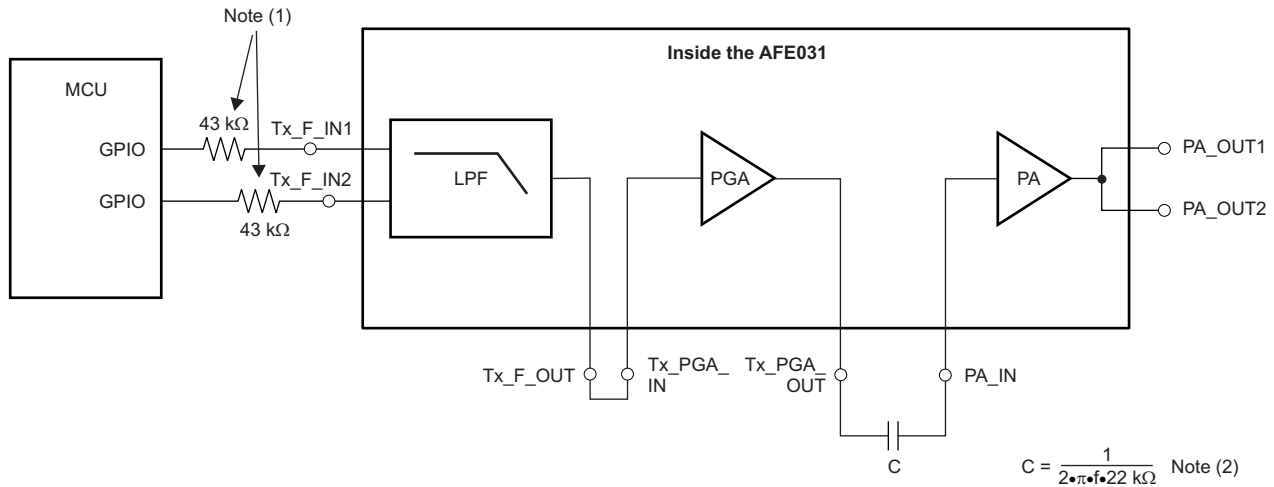 Note (1)
Inside the AFE031
MCU
GPIO
43 kΩ
Tx_F_IN1
GPIO
43 kΩ
Tx_F_IN2
LPF
PGA
PA
PA_OUT1
PA_OUT2
Tx_F_OUT
Tx_PGA_
IN
Tx_PGA_
OUT
PA_IN
C
C = 1 / 2•π•f•22 kΩ Note (2)